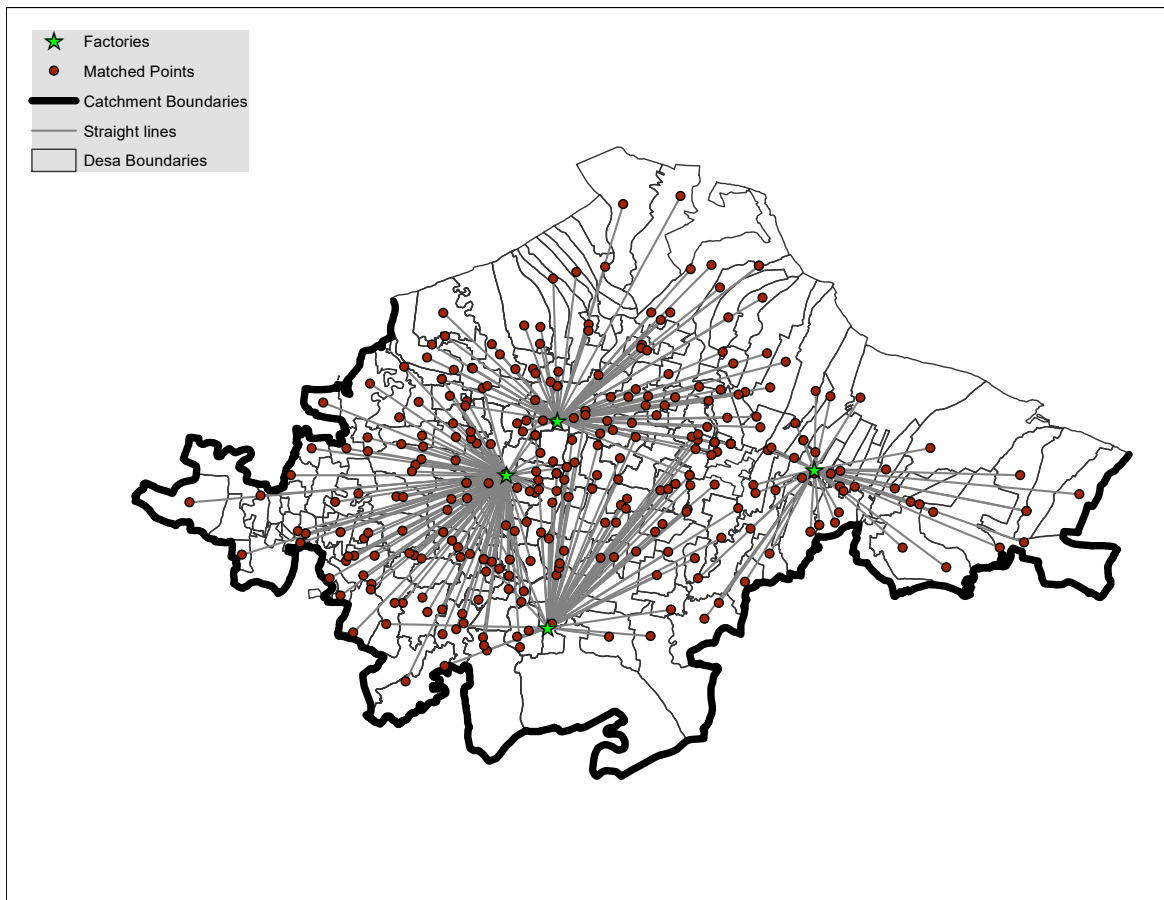 Factories
Matched Points
Catchment Boundaries
Straight lines
Desa Boundaries